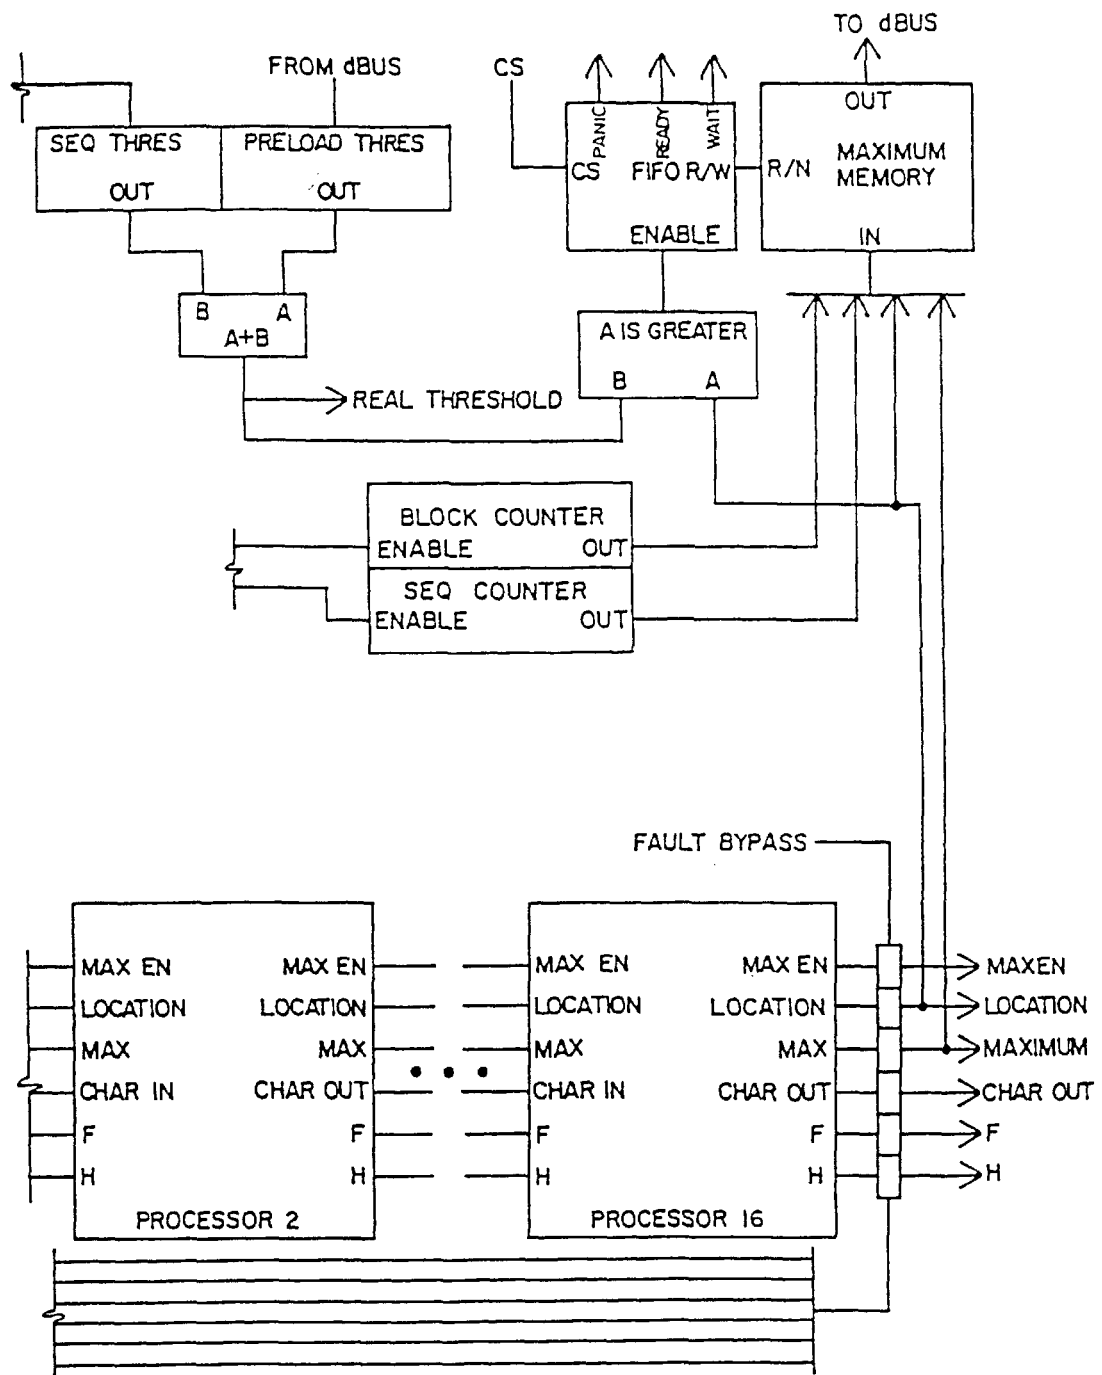 TO dBUS
FROM dBUS
CS
SEQ THRES
OUT
PRELOAD THRES
OUT
PANIC
READY
WAIT
CS
FIFO R/W
ENABLE
OUT
R/N
MAXIMUM
MEMORY
IN
B
A
A+B
REAL THRESHOLD
A IS GREATER
B
A
BLOCK COUNTER
ENABLE
OUT
SEQ COUNTER
ENABLE
OUT
FAULT BYPASS
MAX EN
LOCATION
MAX
CHAR IN
F
H
MAX EN
LOCATION
MAX
CHAR OUT
F
H
PROCESSOR 2
MAX EN
LOCATION
MAX
CHAR IN
F
H
MAX EN
LOCATION
MAX
CHAR OUT
F
H
PROCESSOR 16
MAXEN
LOCATION
MAXIMUM
CHAR OUT
F
H